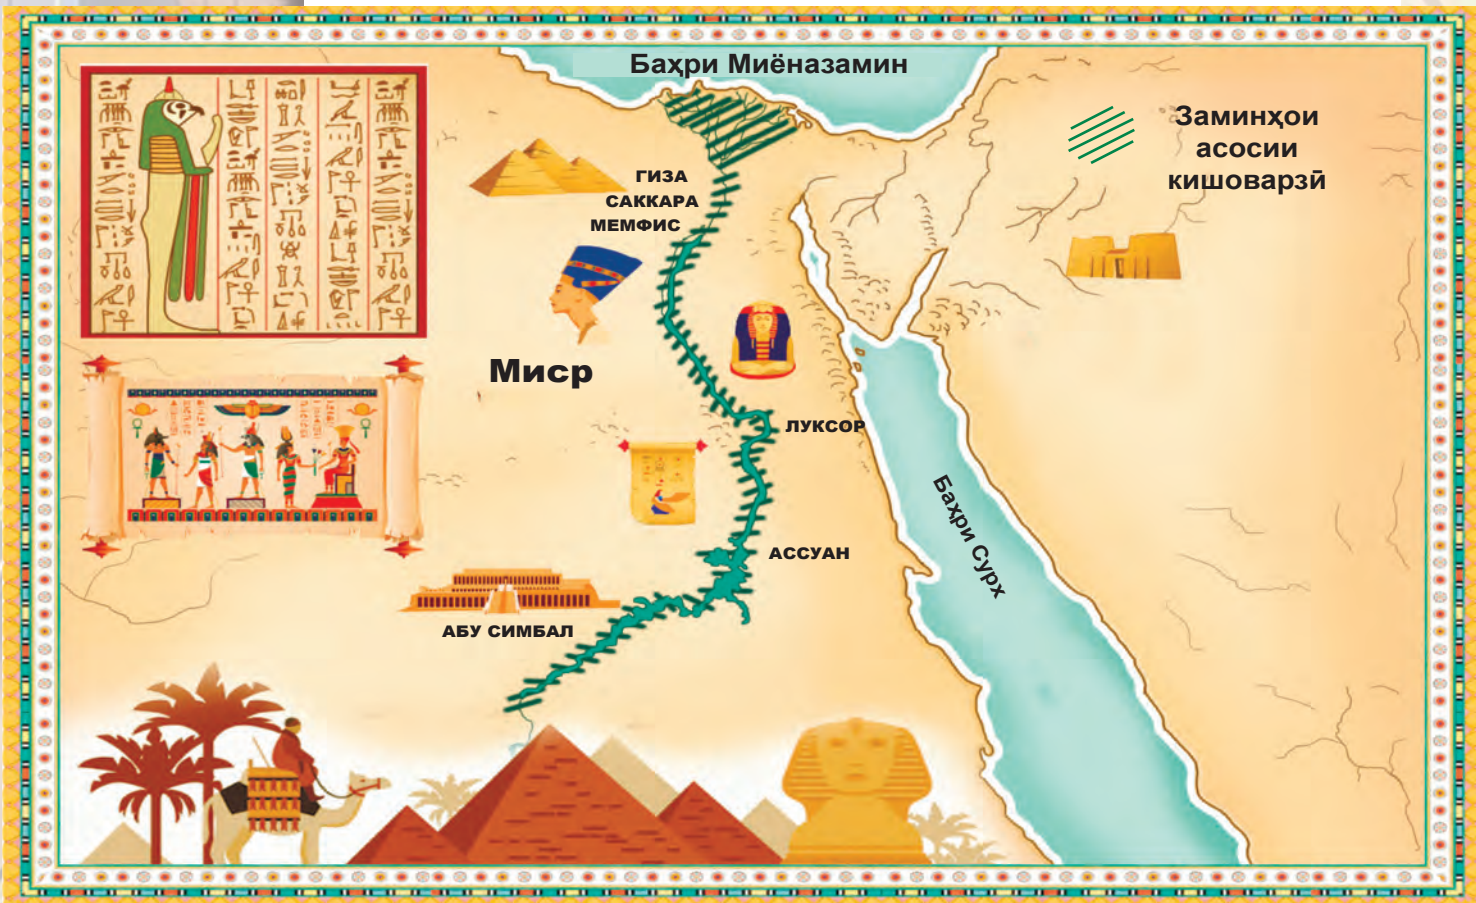 Баҳри Миёназамин
Заминҳои
асосии
кишоварзӣ
ГИЗА
САККАРА
МЕМФИС
Миср
ЛУКСОР
Баҳри Сурх
АССУАН
АБУ СИМБАЛ